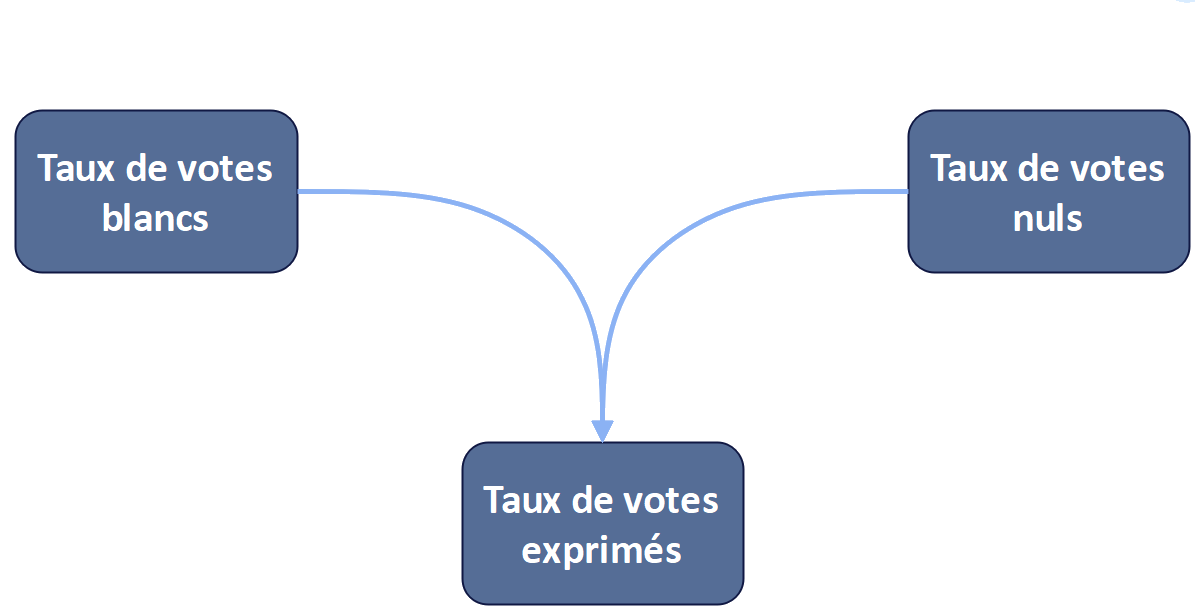 Taux de votes
blancs
Taux de votes
nuls
Taux de votes
exprimés